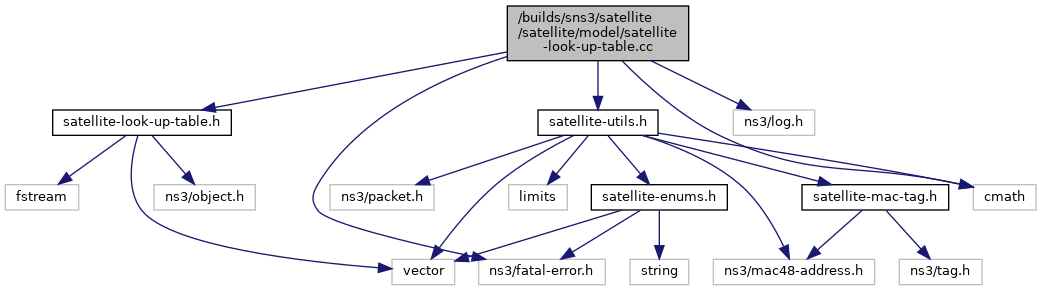 /builds/sns3/satellite
/satellite/model/satellite
-look-up-table.cc
satellite-look-up-table.h
satellite-utils.h
ns3/log.h
fstream
ns3/object.h
ns3/packet.h
limits
satellite-enums.h
satellite-mac-tag.h
cmath
vector
ns3/fatal-error.h
string
ns3/mac48-address.h
ns3/tag.h